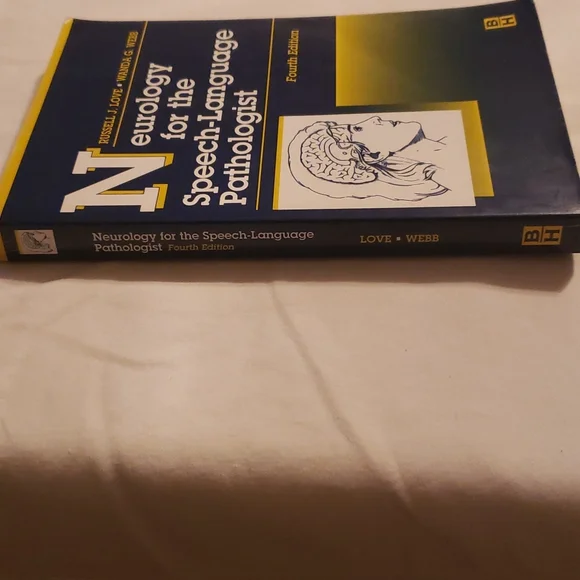 RUSSELL J. LOVE • WANDA G. WEBB
Neurology
for the
Speech-Language
Pathologist
Fourth Edition
B H
Neurology for the Speech-Language
Pathologist Fourth Edition
LOVE • WEBB
B H